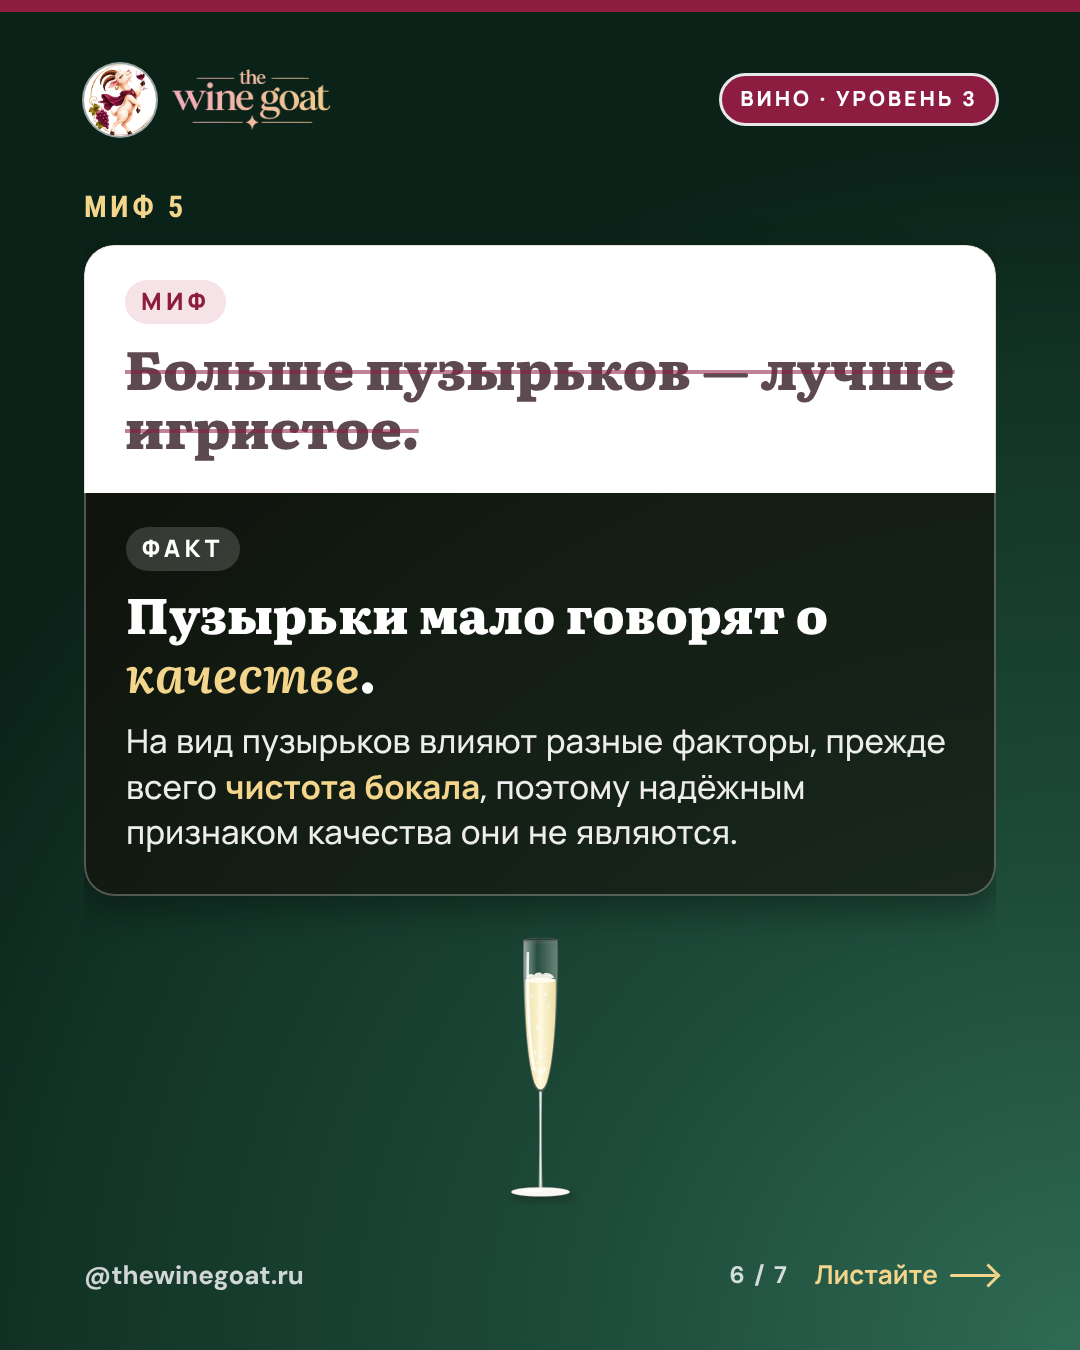 the
wine goat
ВИНО · УРОВЕНЬ 3
МИФ 5
МИФ
Больше пузырьков — лучше
игристое.
ФАКТ
Пузырьки мало говорят о
качестве.
На вид пузырьков влияют разные факторы, прежде
всего чистота бокала, поэтому надёжным
признаком качества они не являются.
@thewinegoat.ru
6 / 7 Листайте